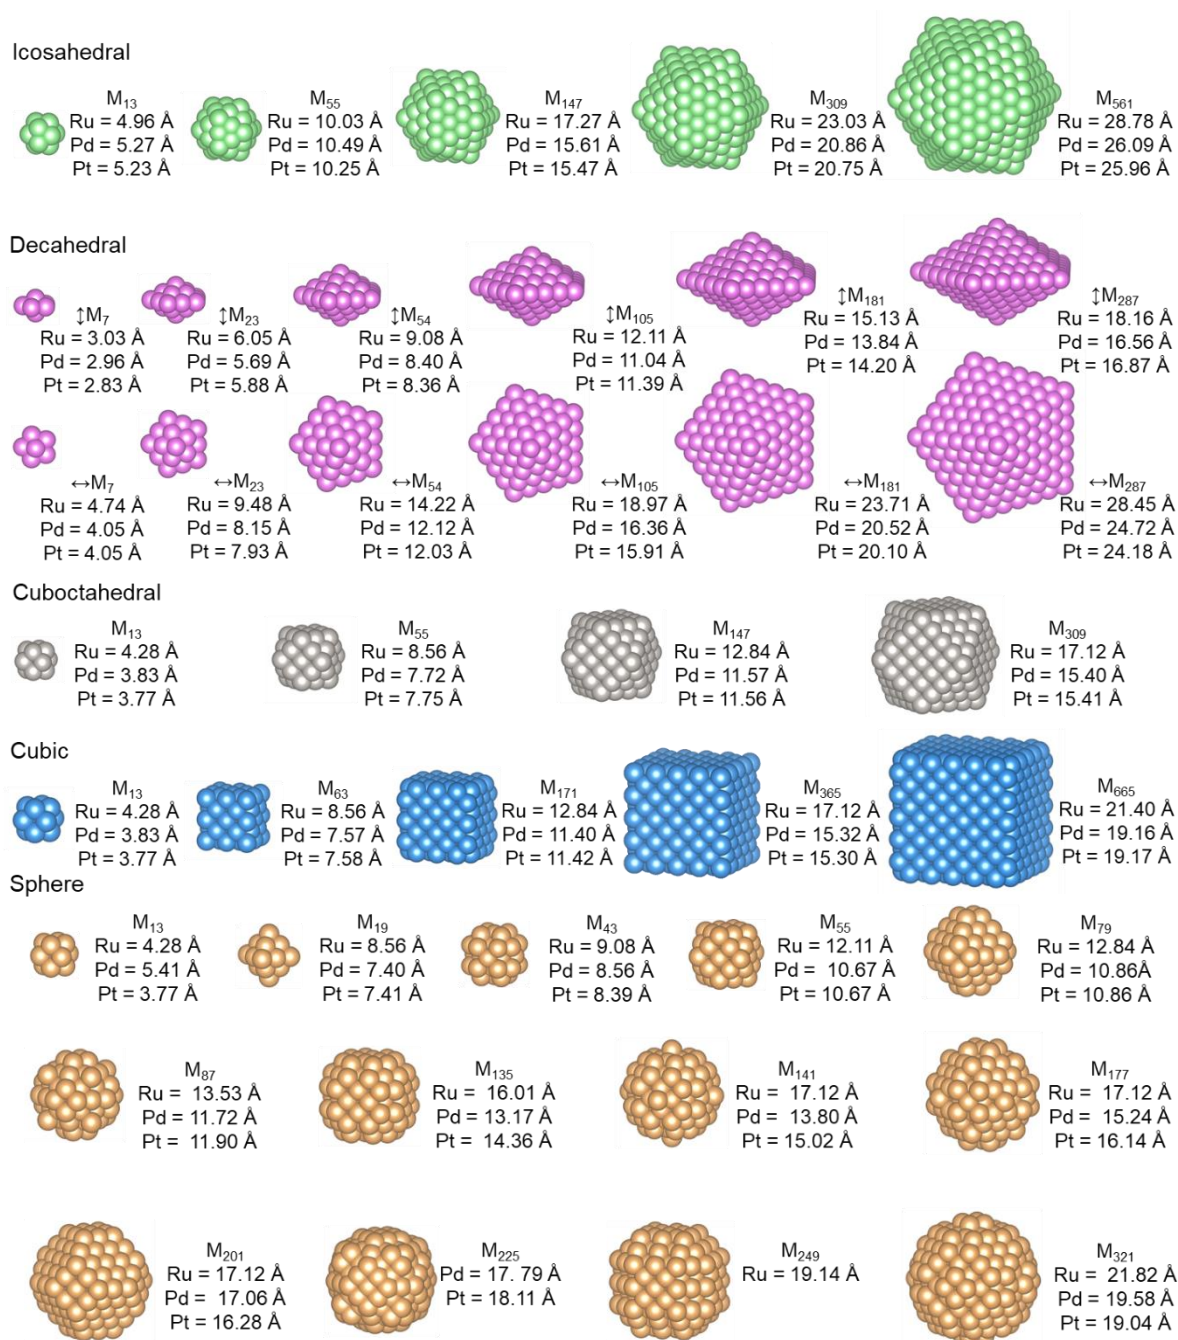 Icosahedral
M13
Ru = 4.96 Å
Pd = 5.27 Å
Pt = 5.23 Å
M55
Ru = 10.03 Å
Pd = 10.49 Å
Pt = 10.25 Å
M147
Ru = 17.27 Å
Pd = 15.61 Å
Pt = 15.47 Å
M309
Ru = 23.03 Å
Pd = 20.86 Å
Pt = 20.75 Å
M561
Ru = 28.78 Å
Pd = 26.09 Å
Pt = 25.96 Å
Decahedral
↕M7
Ru = 3.03 Å
Pd = 2.96 Å
Pt = 2.83 Å
↕M23
Ru = 6.05 Å
Pd = 5.69 Å
Pt = 5.88 Å
↕M54
Ru = 9.08 Å
Pd = 8.40 Å
Pt = 8.36 Å
↕M105
Ru = 12.11 Å
Pd = 11.04 Å
Pt = 11.39 Å
↕M181
Ru = 15.13 Å
Pd = 13.84 Å
Pt = 14.20 Å
↕M287
Ru = 18.16 Å
Pd = 16.56 Å
Pt = 16.87 Å
↔M7
Ru = 4.74 Å
Pd = 4.05 Å
Pt = 4.05 Å
↔M23
Ru = 9.48 Å
Pd = 8.15 Å
Pt = 7.93 Å
↔M54
Ru = 14.22 Å
Pd = 12.12 Å
Pt = 12.03 Å
↔M105
Ru = 18.97 Å
Pd = 16.36 Å
Pt = 15.91 Å
↔M181
Ru = 23.71 Å
Pd = 20.52 Å
Pt = 20.10 Å
↔M287
Ru = 28.45 Å
Pd = 24.72 Å
Pt = 24.18 Å
Cuboctahedral
M13
Ru = 4.28 Å
Pd = 3.83 Å
Pt = 3.77 Å
M55
Ru = 8.56 Å
Pd = 7.72 Å
Pt = 7.75 Å
M147
Ru = 12.84 Å
Pd = 11.57 Å
Pt = 11.56 Å
M309
Ru = 17.12 Å
Pd = 15.40 Å
Pt = 15.41 Å
Cubic
M13
Ru = 4.28 Å
Pd = 3.83 Å
Pt = 3.77 Å
M63
Ru = 8.56 Å
Pd = 7.57 Å
Pt = 7.58 Å
M171
Ru = 12.84 Å
Pd = 11.40 Å
Pt = 11.42 Å
M365
Ru = 17.12 Å
Pd = 15.32 Å
Pt = 15.30 Å
M665
Ru = 21.40 Å
Pd = 19.16 Å
Pt = 19.17 Å
Sphere
M13
Ru = 4.28 Å
Pd = 5.41 Å
Pt = 3.77 Å
M19
Ru = 8.56 Å
Pd = 7.40 Å
Pt = 7.41 Å
M43
Ru = 9.08 Å
Pd = 8.56 Å
Pt = 8.39 Å
M55
Ru = 12.11 Å
Pd = 10.67 Å
Pt = 10.67 Å
M79
Ru = 12.84 Å
Pd = 10.86Å
Pt = 10.86 Å
M87
Ru = 13.53 Å
Pd = 11.72 Å
Pt = 11.90 Å
M135
Ru = 16.01 Å
Pd = 13.17 Å
Pt = 14.36 Å
M141
Ru = 17.12 Å
Pd = 13.80 Å
Pt = 15.02 Å
M177
Ru = 17.12 Å
Pd = 15.24 Å
Pt = 16.14 Å
M201
Ru = 17.12 Å
Pd = 17.06 Å
Pt = 16.28 Å
M225
Pd = 17. 79 Å
Pt = 18.11 Å
M249
Ru = 19.14 Å
M321
Ru = 21.82 Å
Pd = 19.58 Å
Pt = 19.04 Å